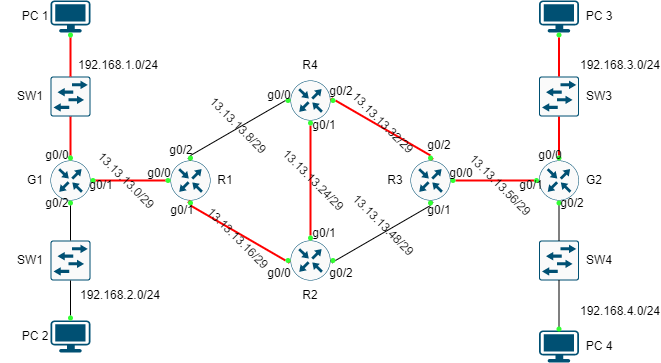 PC 1
PC 3
192.168.1.0/24
192.168.3.0/24
R4
SW1
SW3
g0/0
g0/2
13.13.13.8/29
13.13.13.32/29
g0/1
g0/0
g0/2
g0/2
g0/0
13.13.13.0/29
13.13.13.24/29
13.13.13.56/29
G1
g0/1
g0/0
R1
R3
g0/0
g0/1
G2
g0/2
g0/1
g0/1
g0/2
13.13.13.16/29
13.13.13.48/29
g0/1
SW1
SW4
g0/0
g0/2
R2
192.168.2.0/24
192.168.4.0/24
PC 2
PC 4